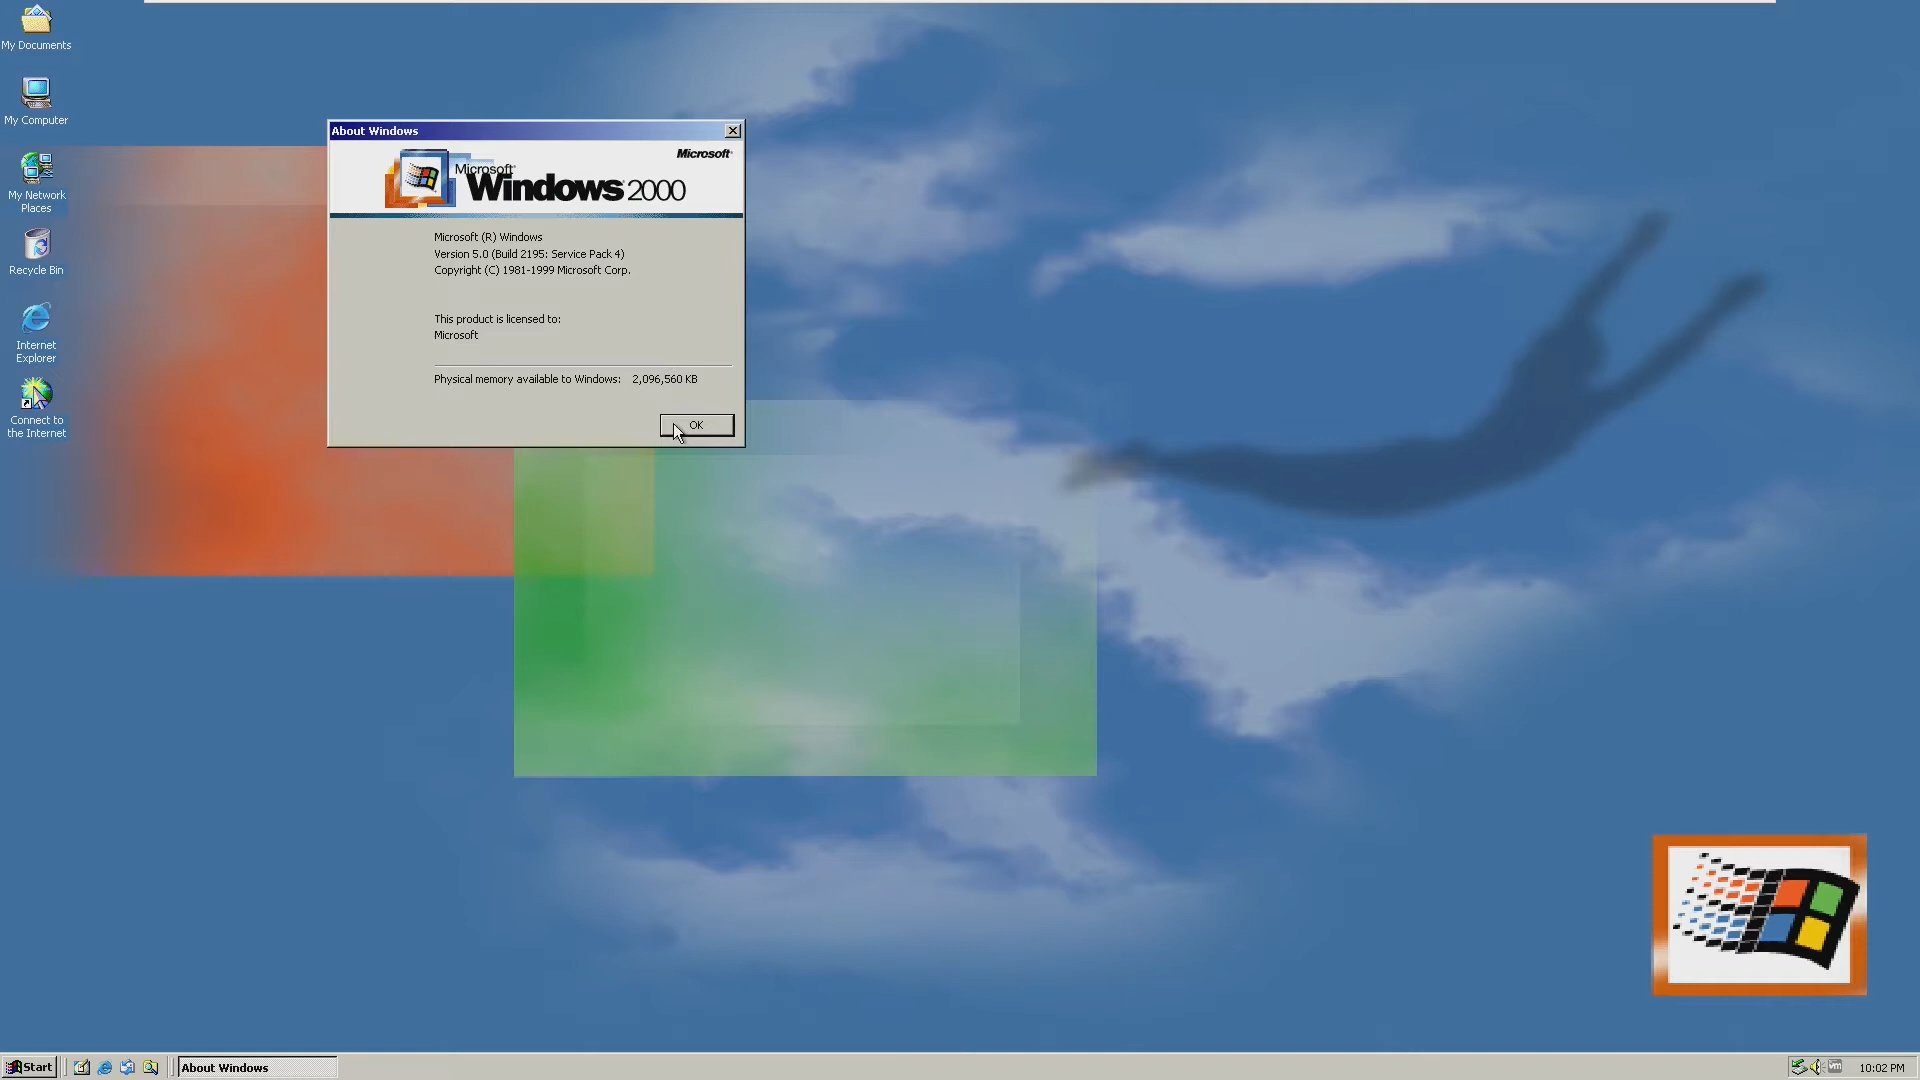 My Documents
My Computer
My Network
Places
Recycle Bin
Internet
Explorer
Connect to
the Internet
About Windows
Microsoft
Microsoft
Windows 2000
Microsoft (R) Windows
Version 5.0 (Build 2195: Service Pack 4)
Copyright (C) 1981-1999 Microsoft Corp.
This product is licensed to:
Microsoft
Physical memory available to Windows: 2,096,560 KB
OK
Start
About Windows
vm
10:02 PM